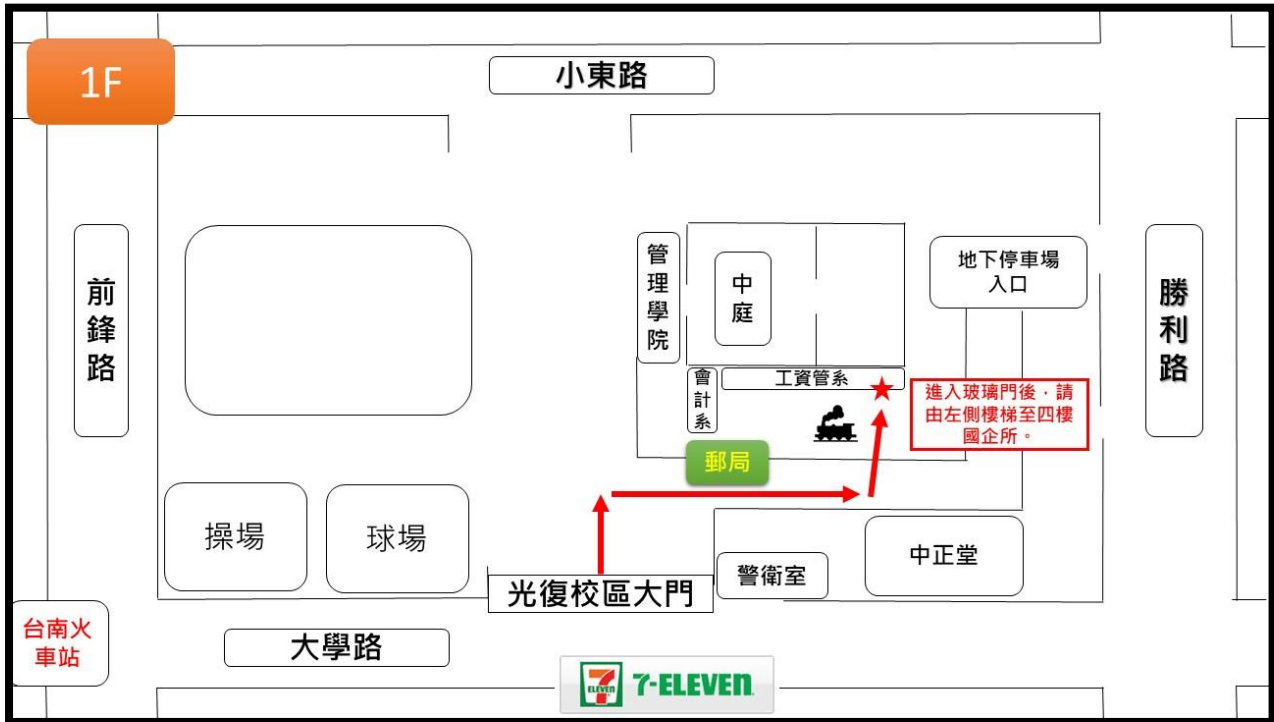 1F
小東路
前鋒路
管理學院
中庭
地下停車場
入口
勝利路
會計系
工資管系
進入玻璃門後，請
由左側樓梯至四樓
國企所。
郵局
操場
球場
中正堂
警衛室
光復校區大門
台南火
車站
大學路
ELEVEN
7-ELEVEN